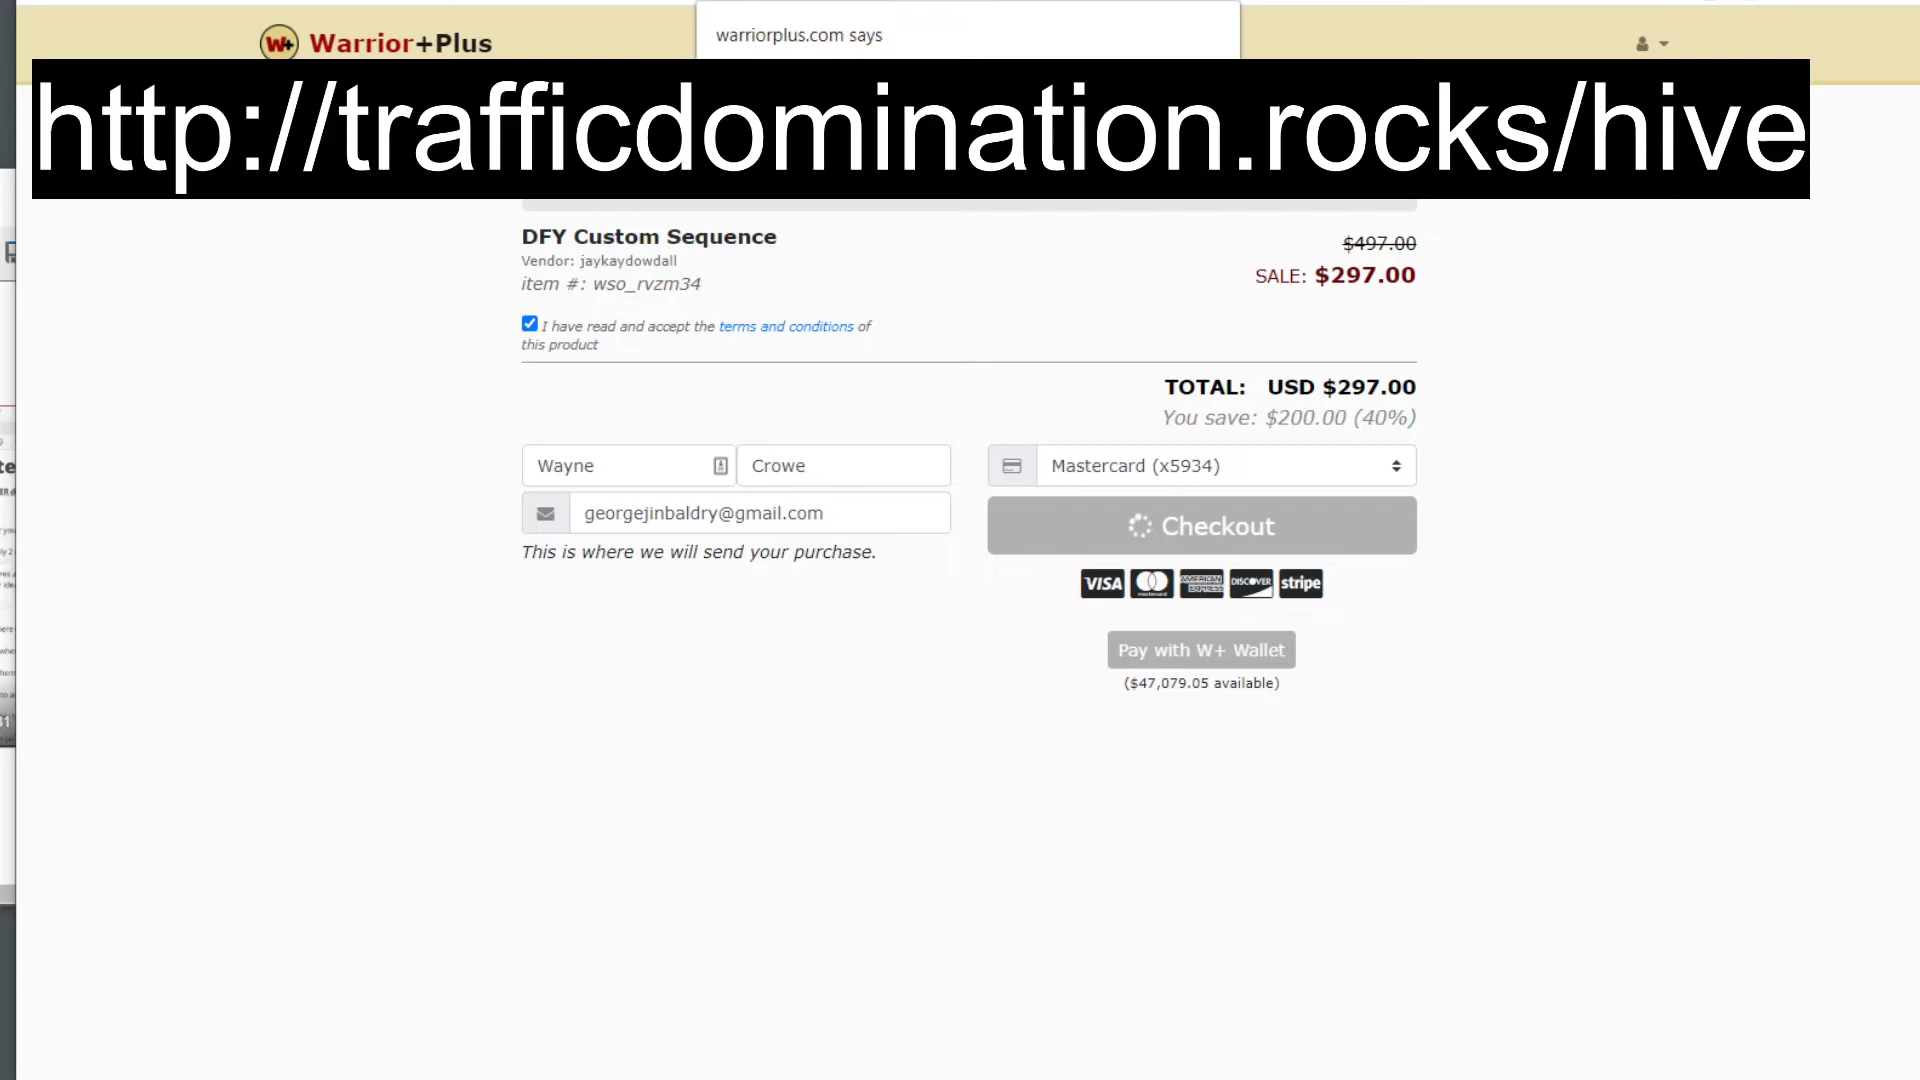 Warrior+Plus
warriorplus.com says
http://trafficdomination.rocks/hive
DFY Custom Sequence
$497.00
Vendor: jaykaydowdall
SALE: $297.00
item #: wso_rvzm34
I have read and accept the terms and conditions of
this product
TOTAL: USD $297.00
You save: $200.00 (40%)
Wayne
Crowe
Mastercard (x5934)
georgejinbaldry@gmail.com
Checkout
This is where we will send your purchase.
VISA
mastercard
AMERICAN EXPRESS
DISCOVER
stripe
Pay with W+ Wallet
($47,079.05 available)